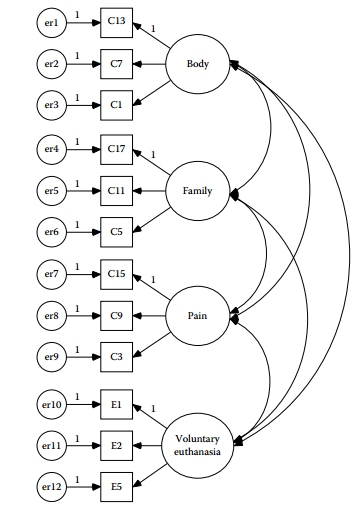 er1 1 C13 1
er2 1 C7 Body
er3 1 C1
er4 1 C17 1
er5 1 C11 Family
er6 1 C5
er7 1 C15 1
er8 1 C9 Pain
er9 1 C3
er10 1 E1 1
er11 1 E2 Voluntary
euthanasia
er12 1 E5